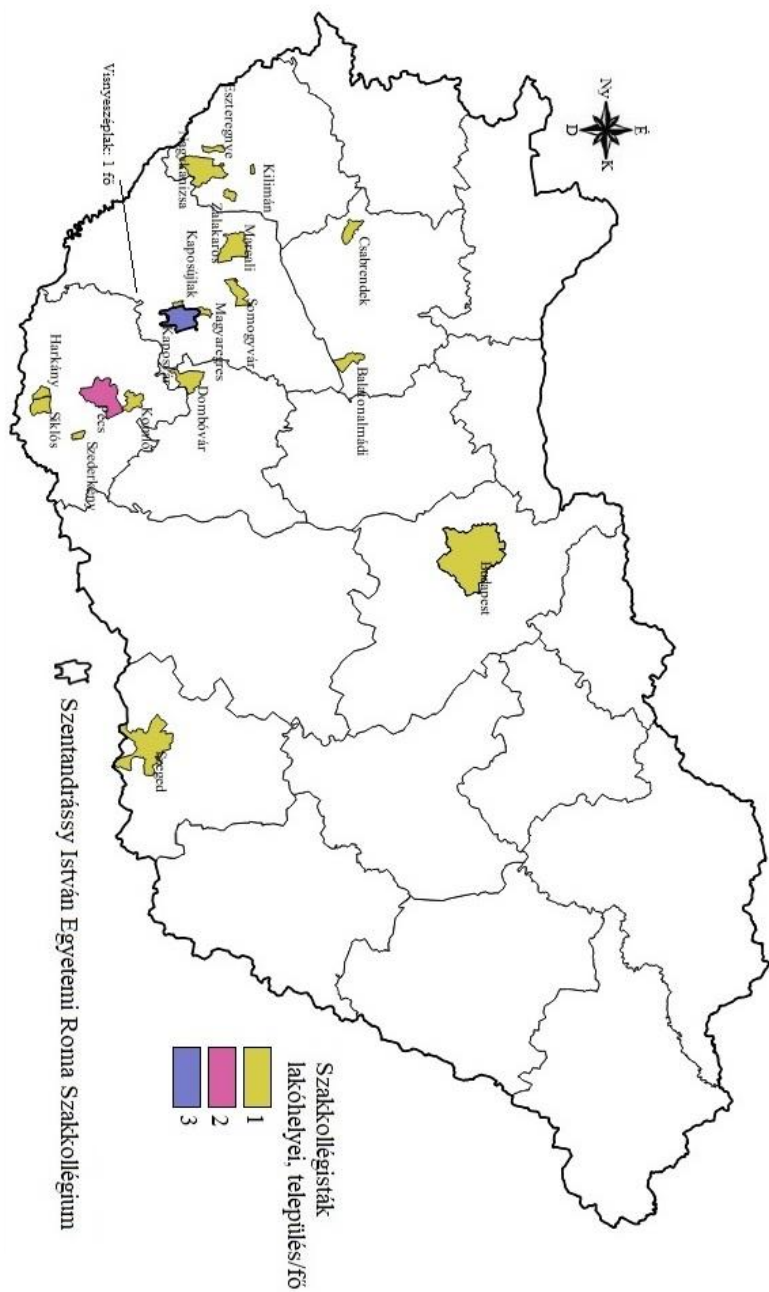 É
Ny
K
D
Csabrendek
Balatonalmádi
Budapest
Kilimán
Eszteregnye
Nagykanizsa
Zalakaros
Marcali
Somogyvár
Magyaregres
Kaposújlak
Kaposvár
Dombóvár
Visnyeszéplak: 1 fő
Komló
Pécs
Szederkény
Harkány
Siklós
Szeged
Szakkollégisták
lakóhelyei, település/fő
1
2
3
Szentandrássy István Egyetemi Roma Szakkollégium